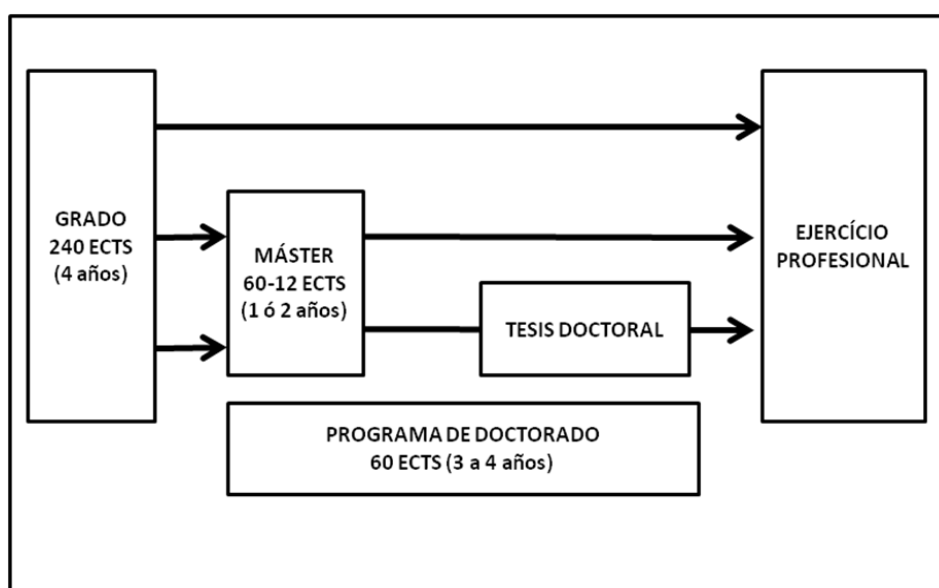 GRADO
240 ECTS
(4 años)
MÁSTER
60-12 ECTS
(1 ó 2 años)
TESIS DOCTORAL
EJERCÍCIO
PROFESIONAL
PROGRAMA DE DOCTORADO
60 ECTS (3 a 4 años)